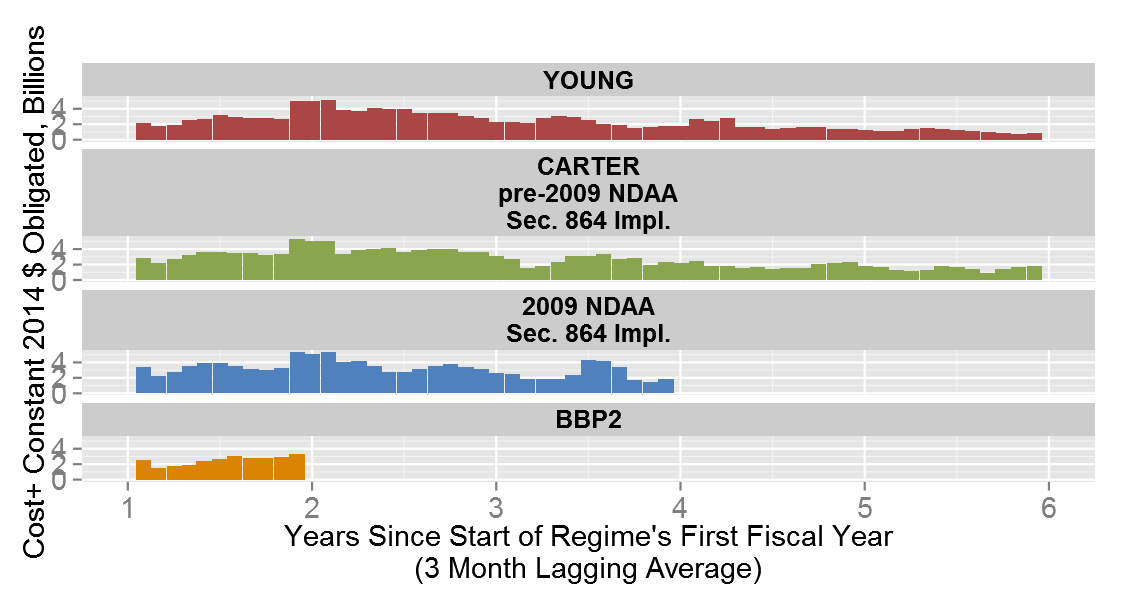 Cost+ Constant 2014 $ Obligated, Billions
YOUNG
4
2
0
CARTER
pre-2009 NDAA
Sec. 864 Impl.
4
2
0
2009 NDAA
Sec. 864 Impl.
4
2
0
BBP2
4
2
0
1 2 3 4 5 6
Years Since Start of Regime's First Fiscal Year
(3 Month Lagging Average)